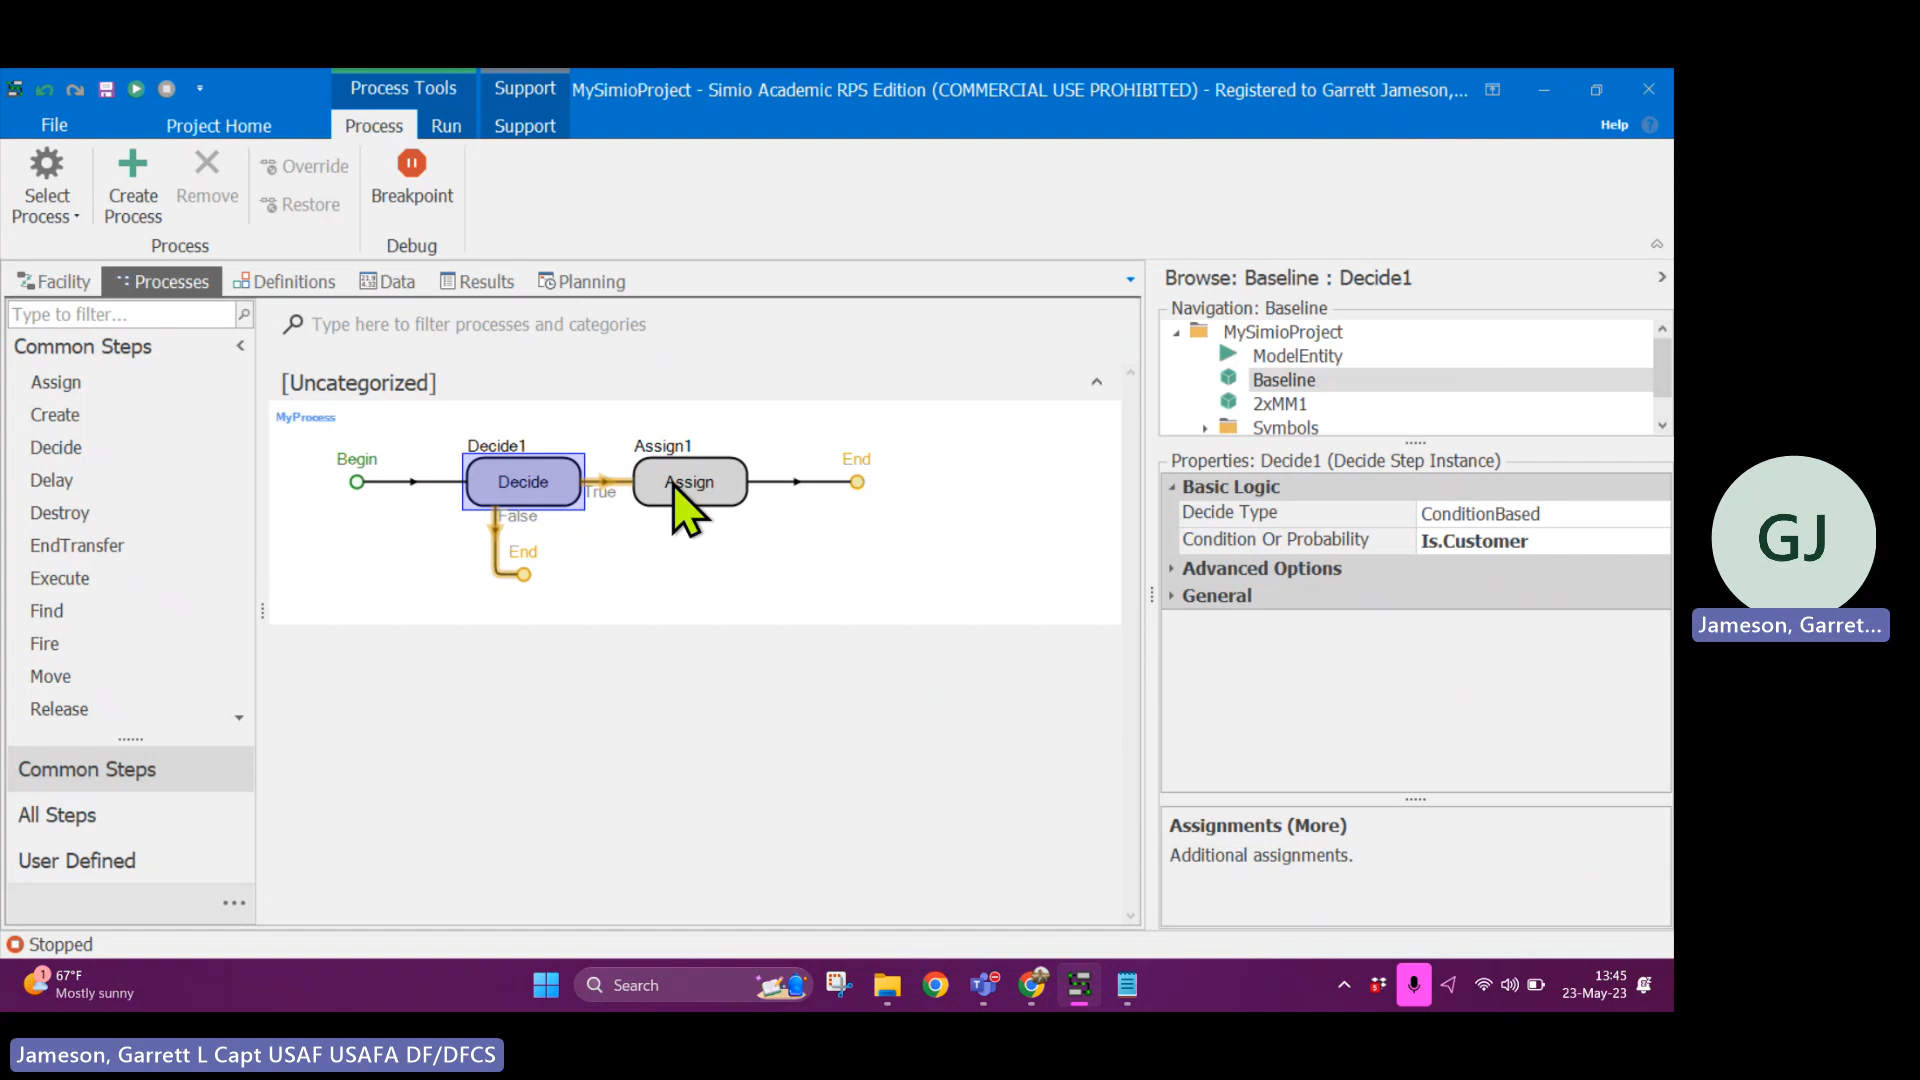 Process Tools
Support
MySimioProject - Simio Academic RPS Edition (COMMERCIAL USE PROHIBITED) - Registered to Garrett Jameson,...
File
Project Home
Process
Run
Support
Help
Select
Process
Create
Process
Remove
Override
Restore
Breakpoint
Process
Debug
Facility
Processes
Definitions
Data
Results
Planning
Type to filter...
Common Steps
Assign
Create
Decide
Delay
Destroy
EndTransfer
Execute
Find
Fire
Move
Release
Common Steps
All Steps
User Defined
Type here to filter processes and categories
[Uncategorized]
MyProcess
Begin
Decide1
Decide
True
False
End
Assign1
Assign
End
Browse: Baseline : Decide1
Navigation: Baseline
MySimioProject
ModelEntity
Baseline
2xMM1
Symbols
Properties: Decide1 (Decide Step Instance)
Basic Logic
Decide Type
ConditionBased
Condition Or Probability
Is.Customer
Advanced Options
General
Assignments (More)
Additional assignments.
Stopped
1
67°F
Mostly sunny
Search
13:45
23-May-23
GJ
Jameson, Garret...
Jameson, Garrett L Capt USAF USAFA DF/DFCS